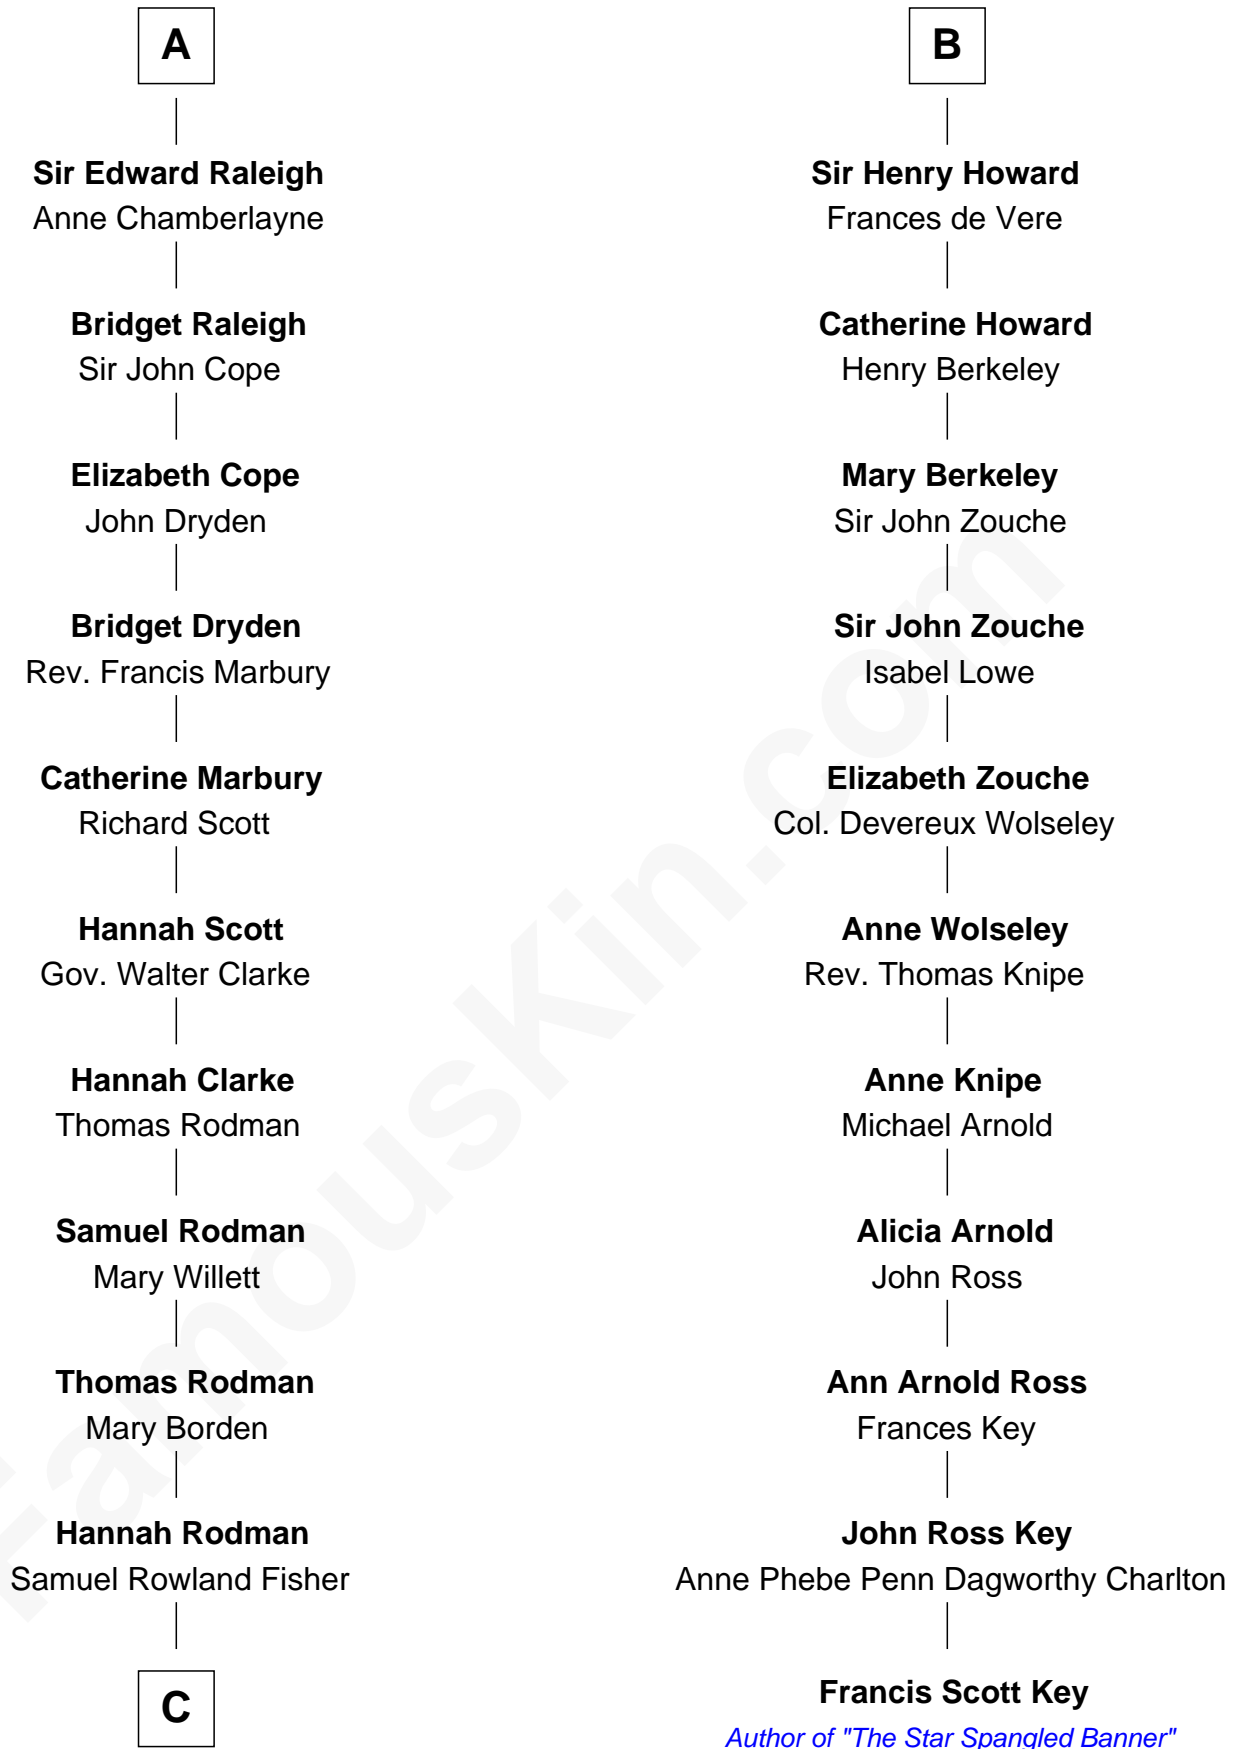 A
Sir Edward Raleigh
Anne Chamberlayne
Bridget Raleigh
Sir John Cope
Elizabeth Cope
John Dryden
Bridget Dryden
Rev. Francis Marbury
Catherine Marbury
Richard Scott
Hannah Scott
Gov. Walter Clarke
Hannah Clarke
Thomas Rodman
Samuel Rodman
Mary Willett
Thomas Rodman
Mary Borden
Hannah Rodman
Samuel Rowland Fisher
C
B
Sir Henry Howard
Frances de Vere
Catherine Howard
Henry Berkeley
Mary Berkeley
Sir John Zouche
Sir John Zouche
Isabel Lowe
Elizabeth Zouche
Col. Devereux Wolseley
Anne Wolseley
Rev. Thomas Knipe
Anne Knipe
Michael Arnold
Alicia Arnold
John Ross
Ann Arnold Ross
Frances Key
John Ross Key
Anne Phebe Penn Dagworthy Charlton
Francis Scott Key
Author of "The Star Spangled Banner"
FamousKin.com